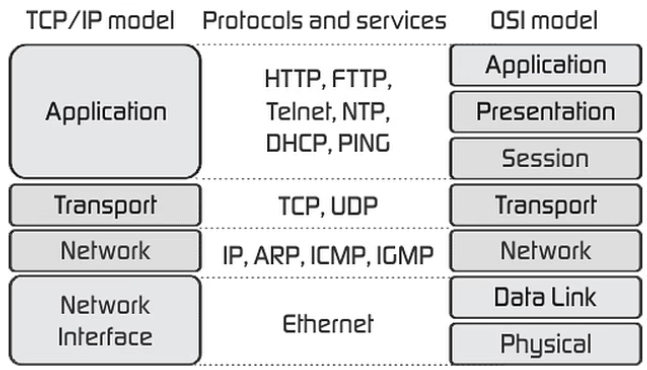 TCP/IP model
Protocols and services
OSI model
Application
HTTP, FTTP,
Telnet, NTP,
DHCP, PING
Application
Presentation
Session
Transport
TCP, UDP
Transport
Network
IP, ARP, ICMP, IGMP
Network
Network
Interface
Ethernet
Data Link
Physical